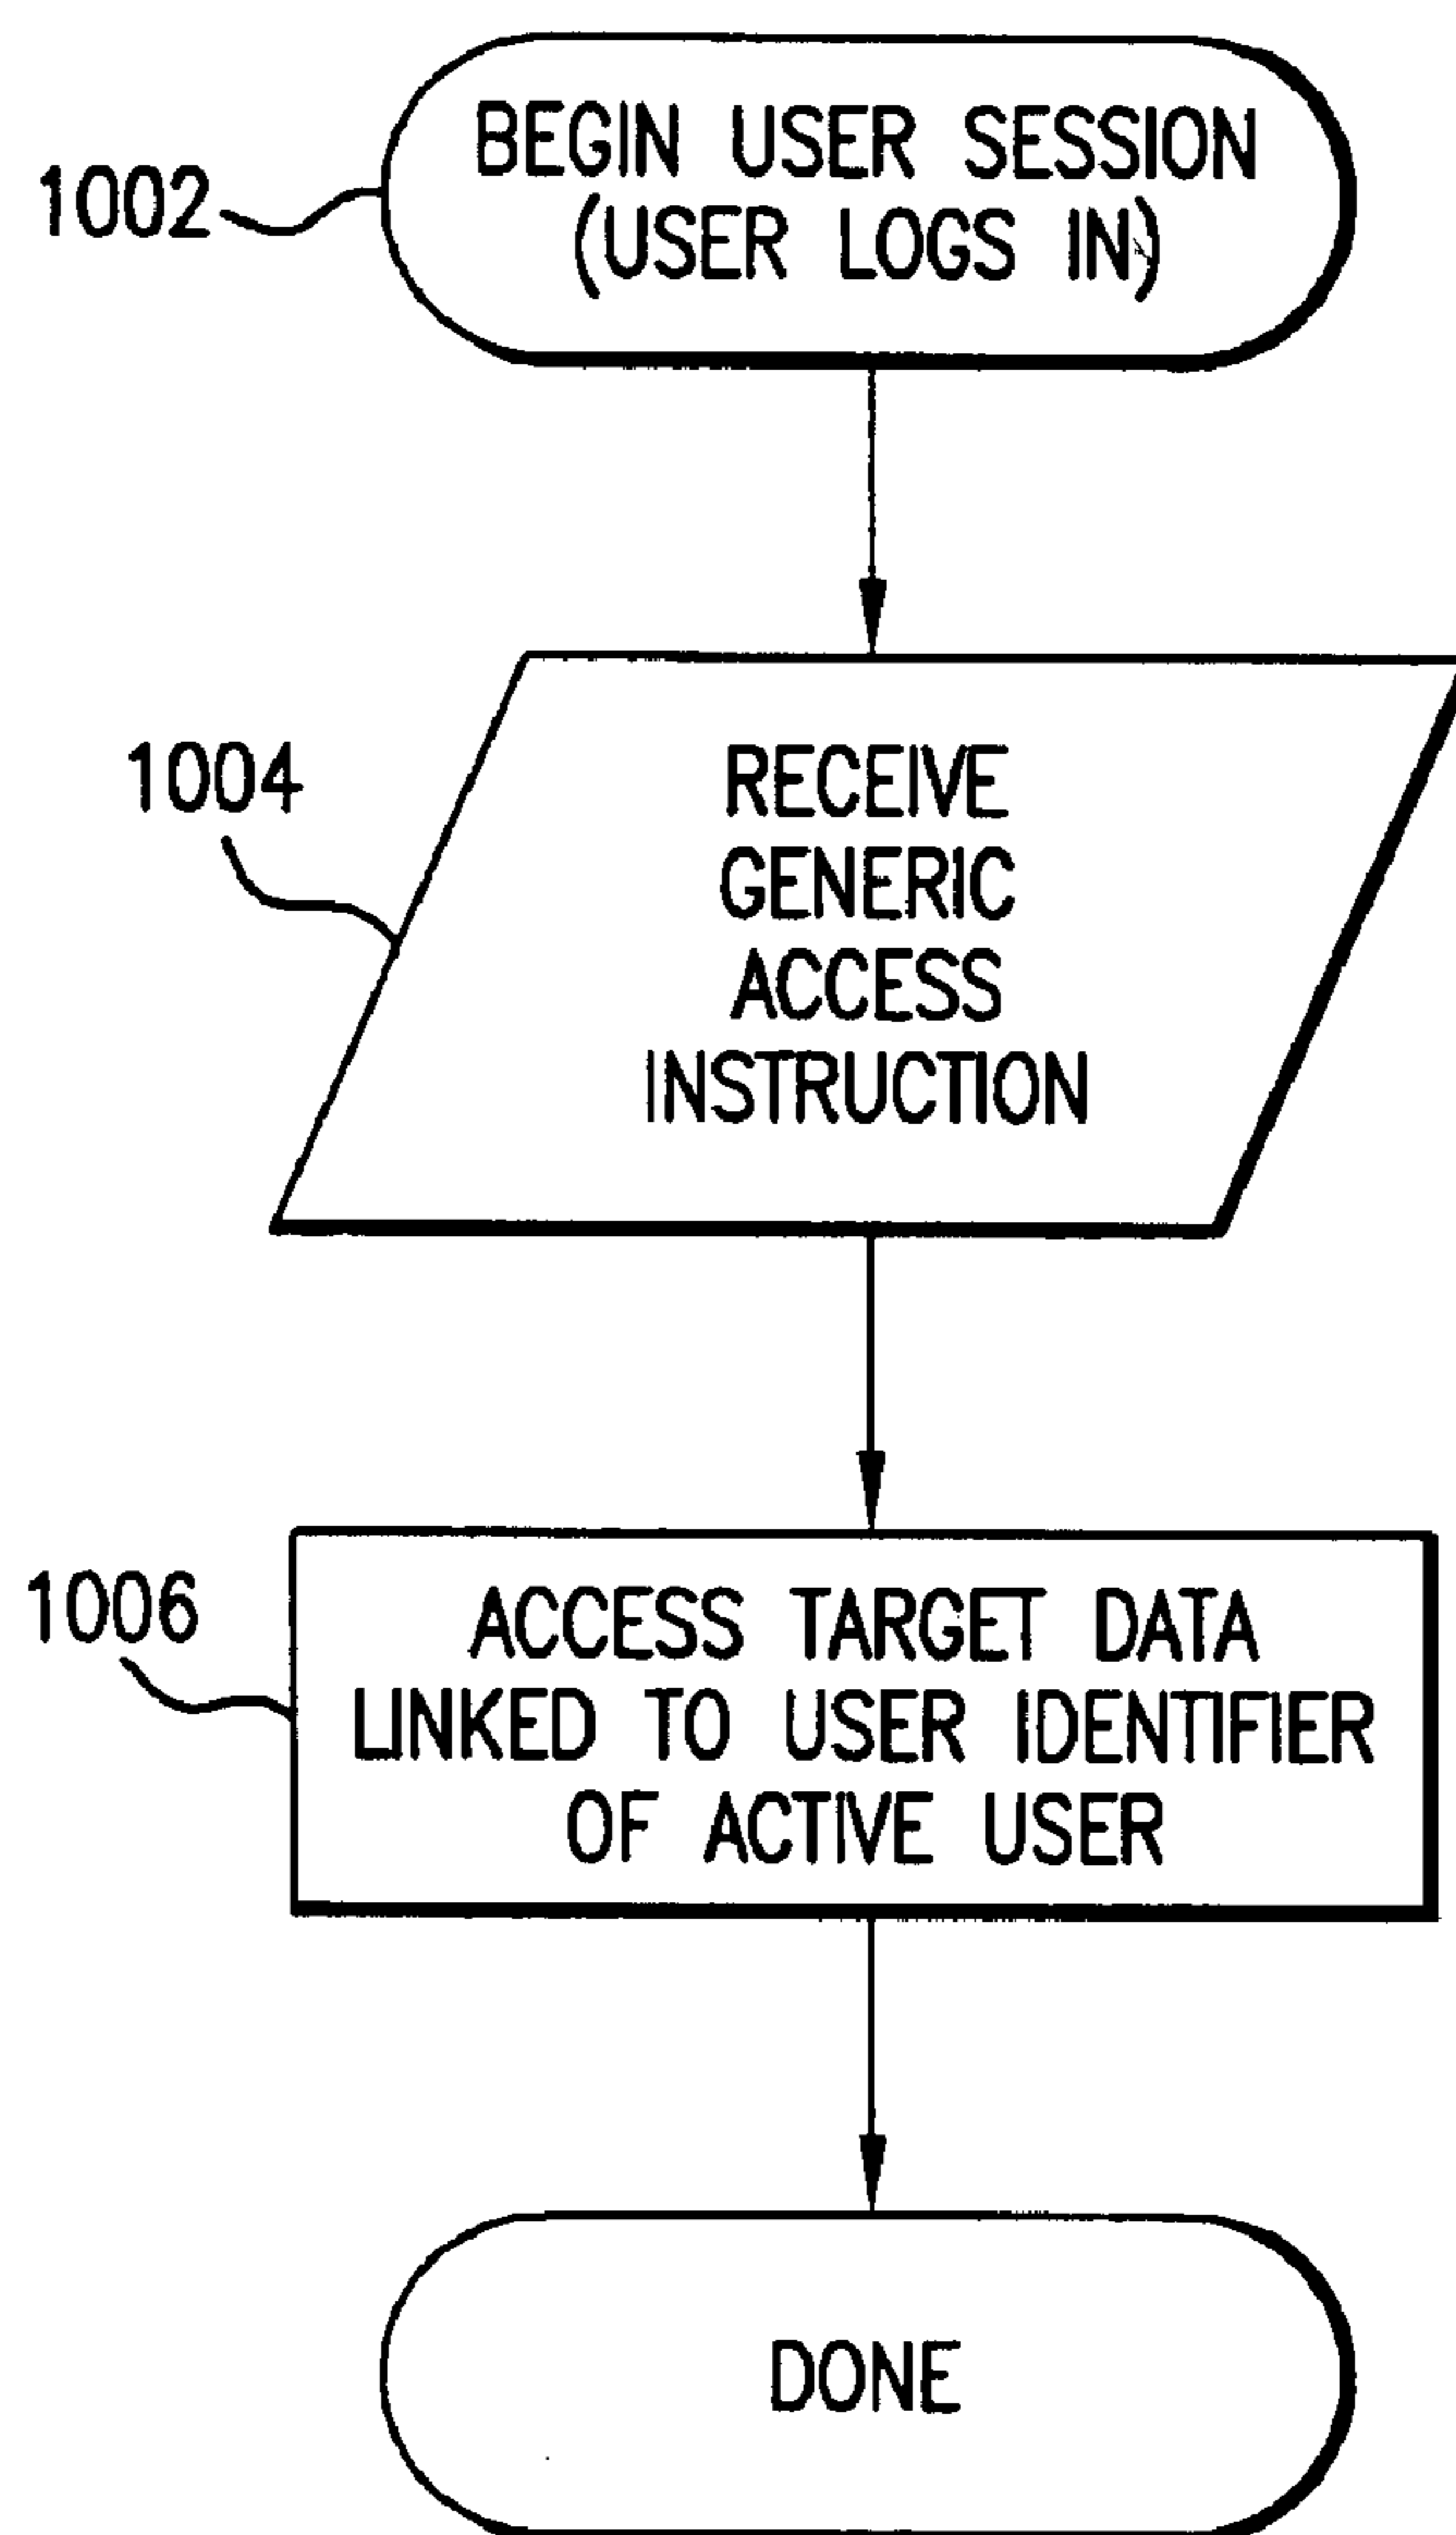 1002
BEGIN USER SESSION
(USER LOGS IN)
1004
RECEIVE
GENERIC
ACCESS
INSTRUCTION
1006
ACCESS TARGET DATA
LINKED TO USER IDENTIFIER
OF ACTIVE USER
DONE